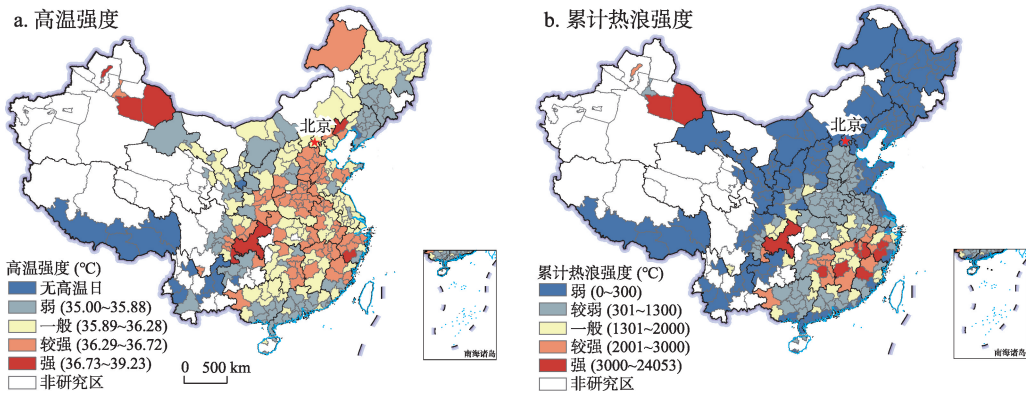 a. 高温强度
北京
高温强度 (℃)
无高温日
弱 (35.00~35.88)
一般 (35.89~36.28)
较强 (36.29~36.72)
强 (36.73~39.23)
非研究区
0 500 km
南海诸岛
b. 累计热浪强度
北京
累计热浪强度 (℃)
弱 (0~300)
较弱 (301~1300)
一般 (1301~2000)
较强 (2001~3000)
强 (3000~24053)
非研究区
南海诸岛